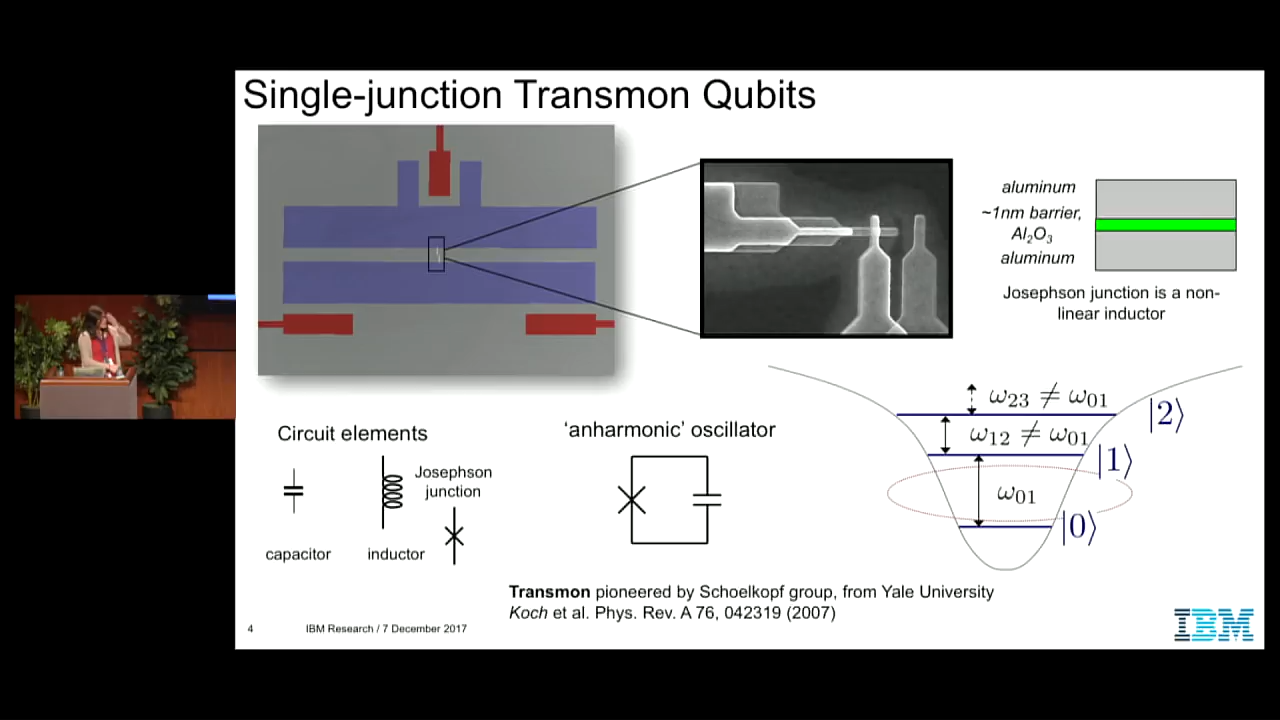 Single-junction Transmon Qubits
aluminum
~1nm barrier,
Al₂O₃
aluminum
Josephson junction is a non-
linear inductor
ω₂₃ ≠ ω₀₁
|2⟩
ω₁₂ ≠ ω₀₁
|1⟩
ω₀₁
|0⟩
Circuit elements
Josephson
junction
capacitor
inductor
‘anharmonic’ oscillator
Transmon pioneered by Schoelkopf group, from Yale University
Koch et al. Phys. Rev. A 76, 042319 (2007)
4
IBM Research / 7 December 2017
IBM